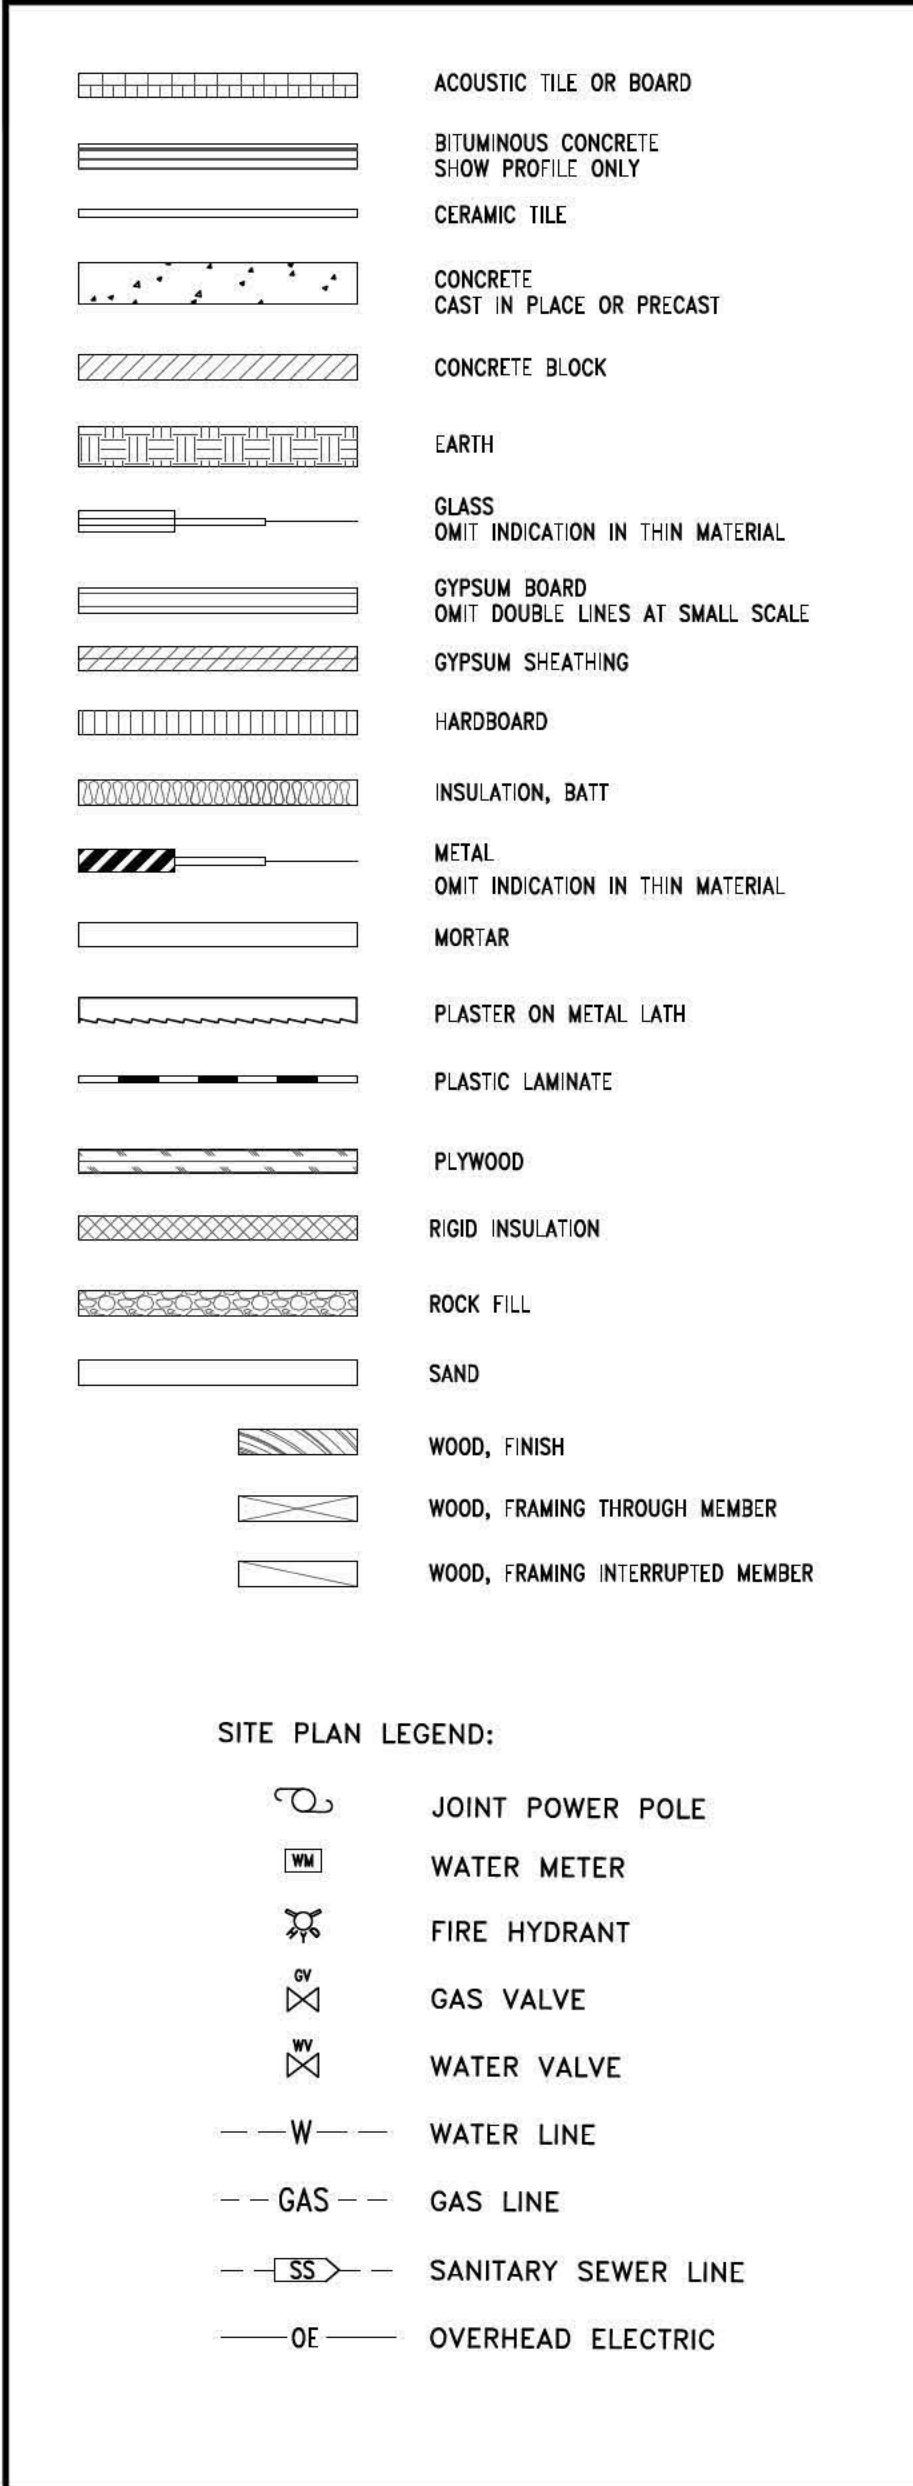 ACOUSTIC TILE OR BOARD
BITUMINOUS CONCRETE
SHOW PROFILE ONLY
CERAMIC TILE
CONCRETE
CAST IN PLACE OR PRECAST
CONCRETE BLOCK
EARTH
GLASS
OMIT INDICATION IN THIN MATERIAL
GYPSUM BOARD
OMIT DOUBLE LINES AT SMALL SCALE
GYPSUM SHEATHING
HARDBOARD
INSULATION, BATT
METAL
OMIT INDICATION IN THIN MATERIAL
MORTAR
PLASTER ON METAL LATH
PLASTIC LAMINATE
PLYWOOD
RIGID INSULATION
ROCK FILL
SAND
WOOD, FINISH
WOOD, FRAMING THROUGH MEMBER
WOOD, FRAMING INTERRUPTED MEMBER
SITE PLAN LEGEND:
JOINT POWER POLE
WM WATER METER
FIRE HYDRANT
GV
GAS VALVE
WV
WATER VALVE
W WATER LINE
GAS GAS LINE
SS SANITARY SEWER LINE
OE OVERHEAD ELECTRIC